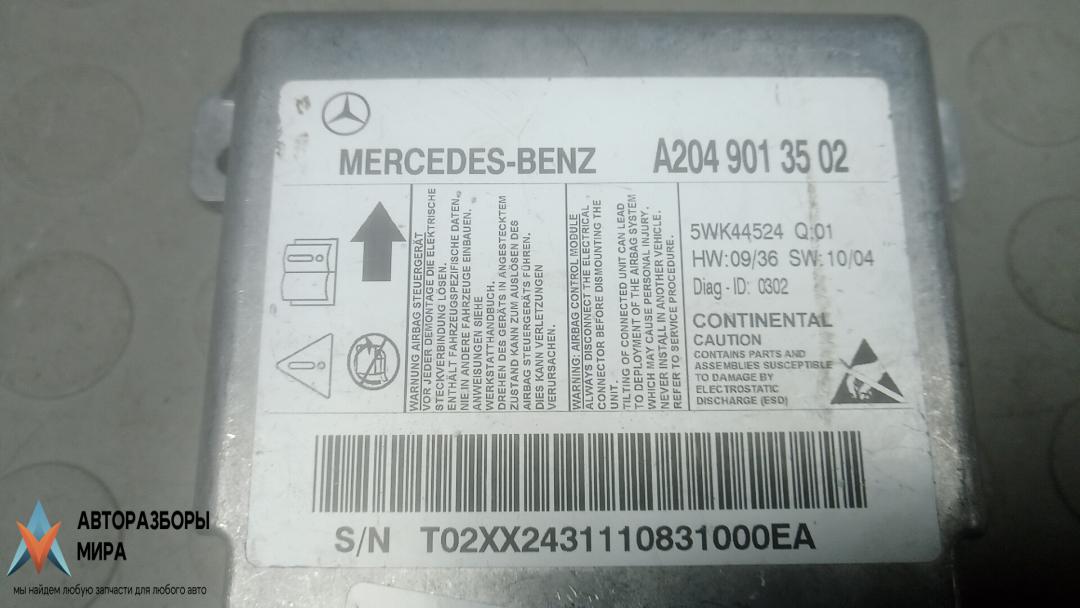 MERCEDES-BENZ
A204 901 35 02
WARNUNG AIRBAG STEUERGERÄT
VOR JEDER DEMONTAGE DIE ELEKTRISCHE
STECKVERBINDUNG LÖSEN.
ENTHÄLT FAHRZEUGSPEZIFISCHE DATEN,
NIE IN ANDERE FAHRZEUGE EINBAUEN.
ANWEISUNGEN SIEHE
WERKSTATTHANDBUCH.
DREHEN DES GERÄTS IN ANGESTECKTEM
ZUSTAND KANN ZUM AUSLÖSEN DES
AIRBAG STEUERGERÄTS FÜHREN.
DIES KANN VERLETZUNGEN
VERURSACHEN.
WARNING: AIRBAG CONTROL MODULE
ALWAYS DISCONNECT THE ELECTRICAL
CONNECTOR BEFORE DISMOUNTING THE
UNIT.
TILTING OF CONNECTED UNIT CAN LEAD
TO DEPLOYMENT OF THE AIRBAG SYSTEM
WHICH MAY CAUSE PERSONAL INJURY.
NEVER INSTALL IN ANOTHER VEHICLE.
REFER TO SERVICE PROCEDURE.
5WK44524 Q:01
HW:09/36 SW:10/04
Diag-ID: 0302
CONTINENTAL
CAUTION
CONTAINS PARTS AND
ASSEMBLIES SUSCEPTIBLE
TO DAMAGE BY
ELECTROSTATIC
DISCHARGE (ESD)
S/N T02XX2431110831000EA
АВТОРАЗБОРЫ
МИРА
мы найдем любую запчасти для любого авто